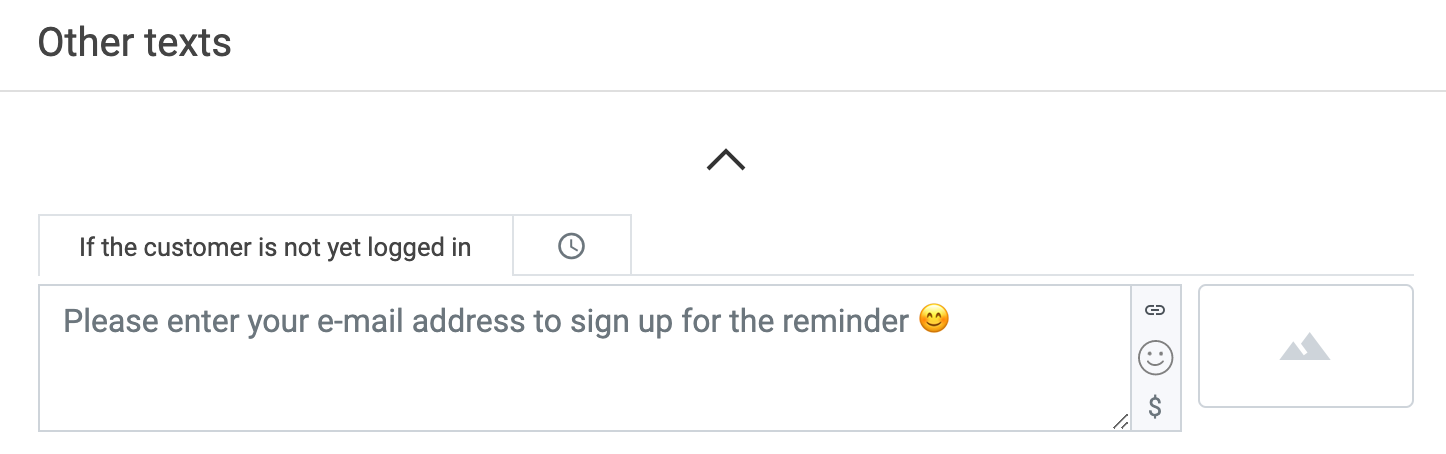 Other texts
If the customer is not yet logged in
Please enter your e-mail address to sign up for the reminder 😊
$